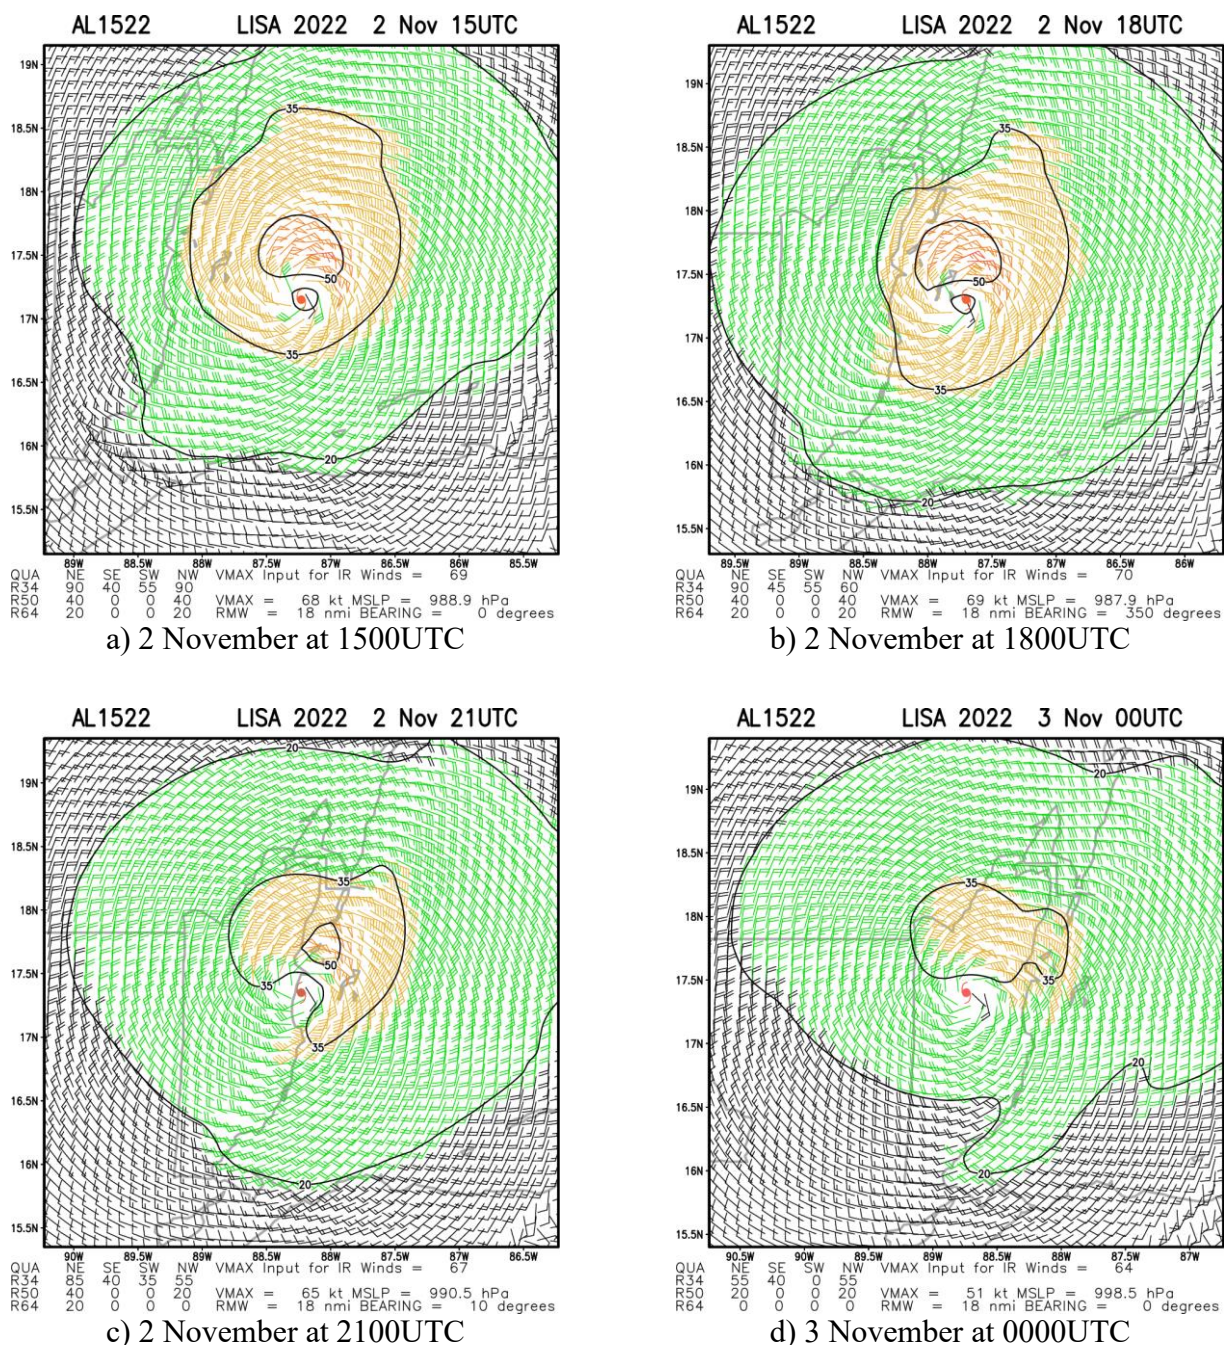 AL1522 LISA 2022 2 Nov 15UTC
19N
18.5N
18N
17.5N
17N
16.5N
16N
15.5N
35
50
35
20
89W 88.5W 88W 87.5W 87W 86.5W 86W 85.5W
QUA NE SE SW NW VMAX Input for IR Winds = 69
R34 90 40 55 90
R50 40 0 0 40 VMAX = 68 kt MSLP = 988.9 hPa
R64 20 0 0 20 RMW = 18 nmi BEARING = 0 degrees
a) 2 November at 1500UTC
AL1522 LISA 2022 2 Nov 18UTC
19N
18.5N
18N
17.5N
17N
16.5N
16N
15.5N
35
50
35
20
89.5W 89W 88.5W 88W 87.5W 87W 86.5W 86W
QUA NE SE SW NW VMAX Input for IR Winds = 70
R34 90 45 55 60
R50 40 0 0 40 VMAX = 69 kt MSLP = 987.9 hPa
R64 20 0 0 20 RMW = 18 nmi BEARING = 350 degrees
b) 2 November at 1800UTC
AL1522 LISA 2022 2 Nov 21UTC
20
19N
18.5N
18N
17.5N
17N
16.5N
16N
15.5N
35
50
35
35
20
90W 89.5W 89W 88.5W 88W 87.5W 87W 86.5W
QUA NE SE SW NW VMAX Input for IR Winds = 67
R34 85 40 35 55
R50 40 0 0 20 VMAX = 65 kt MSLP = 990.5 hPa
R64 20 0 0 0 RMW = 18 nmi BEARING = 10 degrees
c) 2 November at 2100UTC
AL1522 LISA 2022 3 Nov 00UTC
20
19N
18.5N
18N
17.5N
17N
16.5N
16N
15.5N
35
35
20
20
90.5W 90W 89.5W 89W 88.5W 88W 87.5W 87W
QUA NE SE SW NW VMAX Input for IR Winds = 64
R34 55 40 0 55
R50 20 0 0 20 VMAX = 51 kt MSLP = 998.5 hPa
R64 0 0 0 0 RMW = 18 nmi BEARING = 0 degrees
d) 3 November at 0000UTC